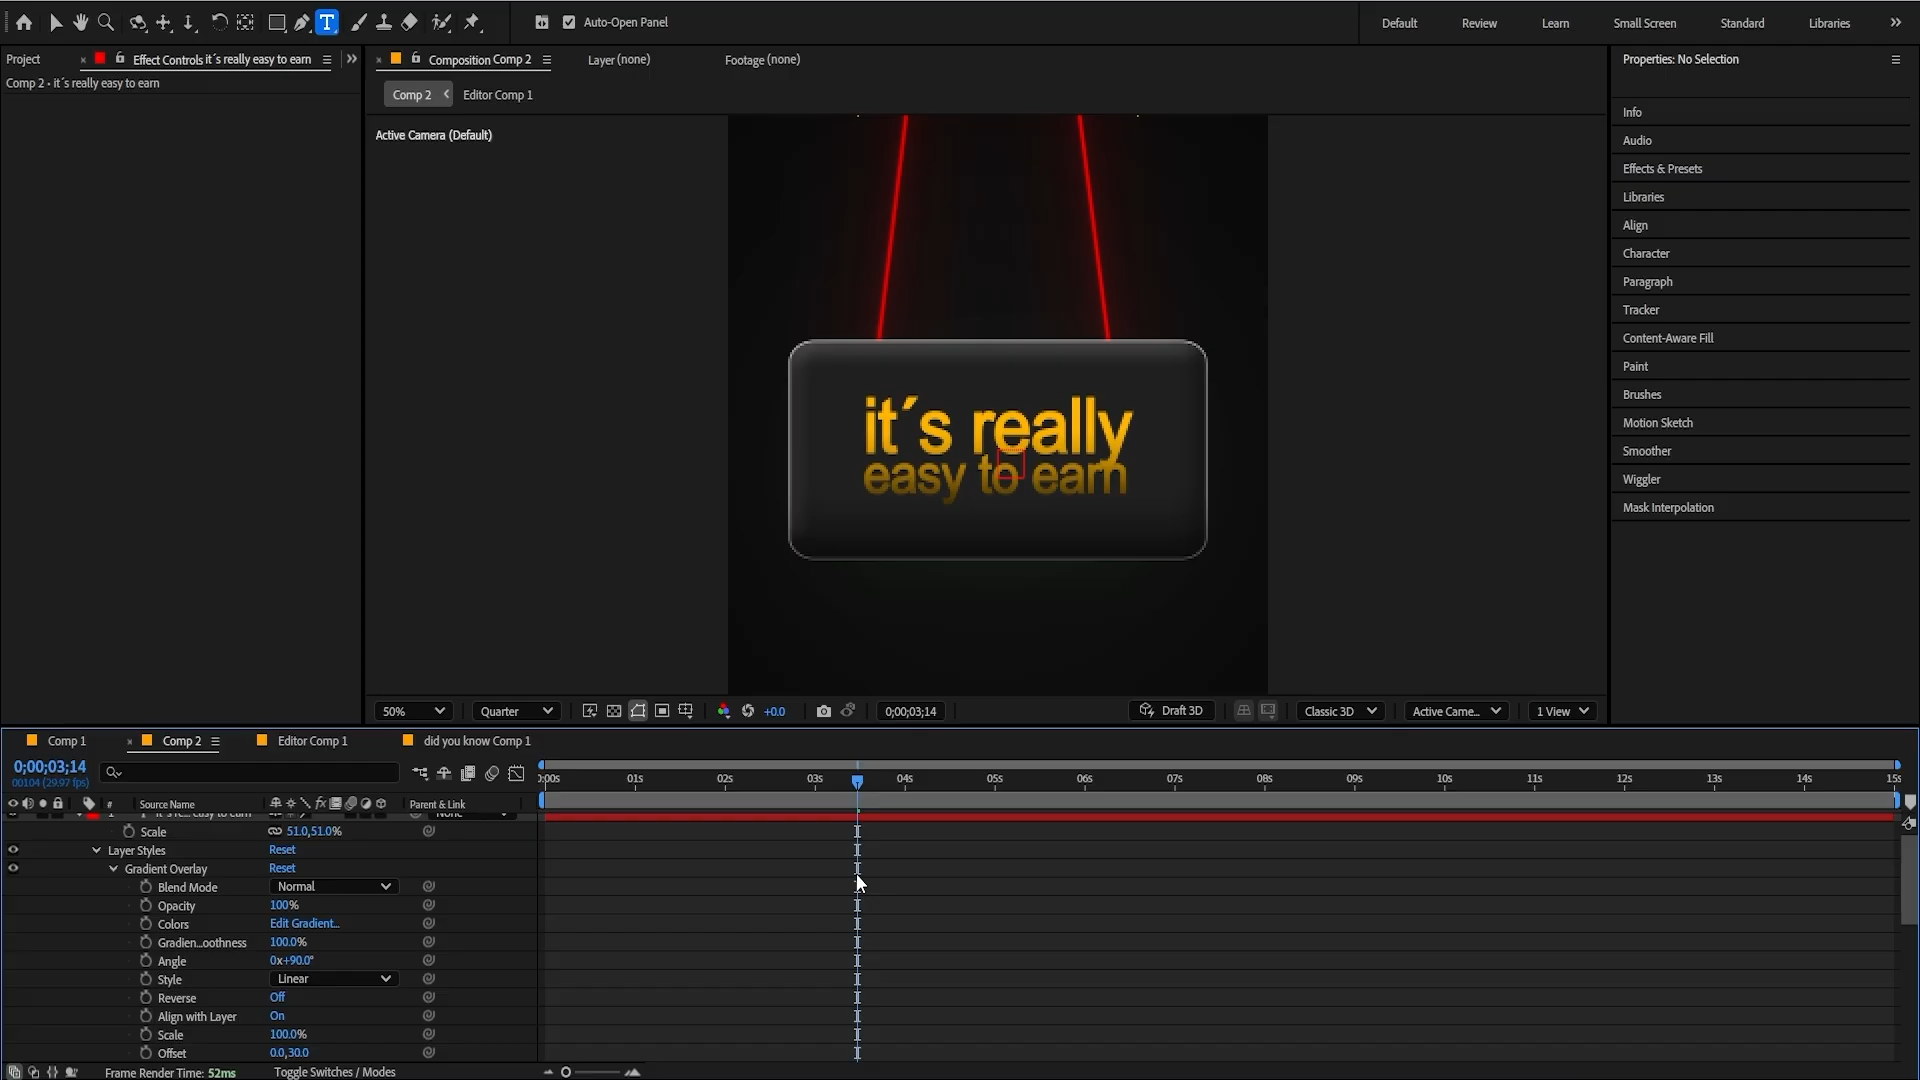 Auto-Open Panel
Default
Review
Learn
Small Screen
Standard
Libraries
Project
Effect Controls it´s really easy to earn
Composition Comp 2
Layer (none)
Footage (none)
Properties: No Selection
Comp 2 • it´s really easy to earn
Comp 2
Editor Comp 1
Active Camera (Default)
it´s really
easy to earn
Info
Audio
Effects & Presets
Libraries
Align
Character
Paragraph
Tracker
Content-Aware Fill
Paint
Brushes
Motion Sketch
Smoother
Wiggler
Mask Interpolation
50%
Quarter
+0.0
0;00;03;14
Draft 3D
Classic 3D
Active Came...
1 View
Comp 1
Comp 2
Editor Comp 1
did you know Comp 1
0;00;03;14
00104 (29.97 fps)
0:00s 01s 02s 03s 04s 05s 06s 07s 08s 09s 10s 11s 12s 13s 14s 15s
# Source Name
Parent & Link
Scale 51.0,51.0%
Layer Styles Reset
Gradient Overlay Reset
Blend Mode Normal
Opacity 100%
Colors Edit Gradient...
Gradien...oothness 100.0%
Angle 0x+90.0°
Style Linear
Reverse Off
Align with Layer On
Scale 100.0%
Offset 0.0,30.0
Frame Render Time: 52ms
Toggle Switches / Modes